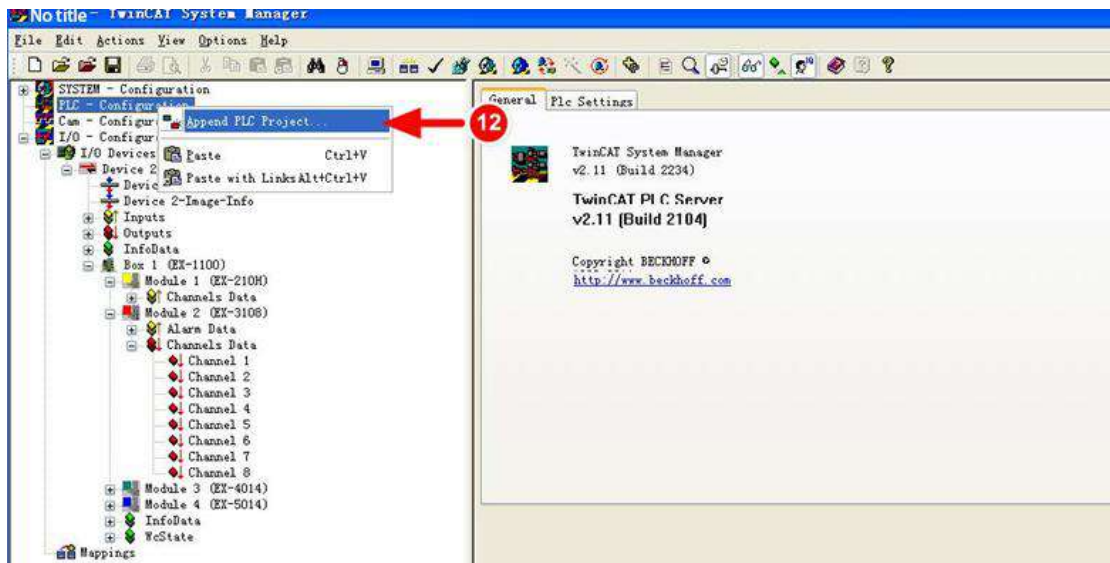 No title - TwinCAT System Manager
File Edit Actions View Options Help
SYSTEM - Configuration
PLC - Configuration
Cam - Configur
I/O - Configur
I/O Devices
Device 2
Devic
Device 2-Image-Info
Inputs
Outputs
InfoData
Box 1 (EX-1100)
Module 1 (EX-210H)
Channels Data
Module 2 (EX-3108)
Alarm Data
Channels Data
Channel 1
Channel 2
Channel 3
Channel 4
Channel 5
Channel 6
Channel 7
Channel 8
Module 3 (EX-4014)
Module 4 (EX-5014)
InfoData
WcState
Mappings
Append PLC Project...
Paste Ctrl+V
Paste with Links Alt+Ctrl+V
12
General Plc Settings
TwinCAT System Manager
v2.11 (Build 2234)
TwinCAT PLC Server
v2.11 (Build 2104)
Copyright BECKHOFF ©
http://www.beckhoff.com